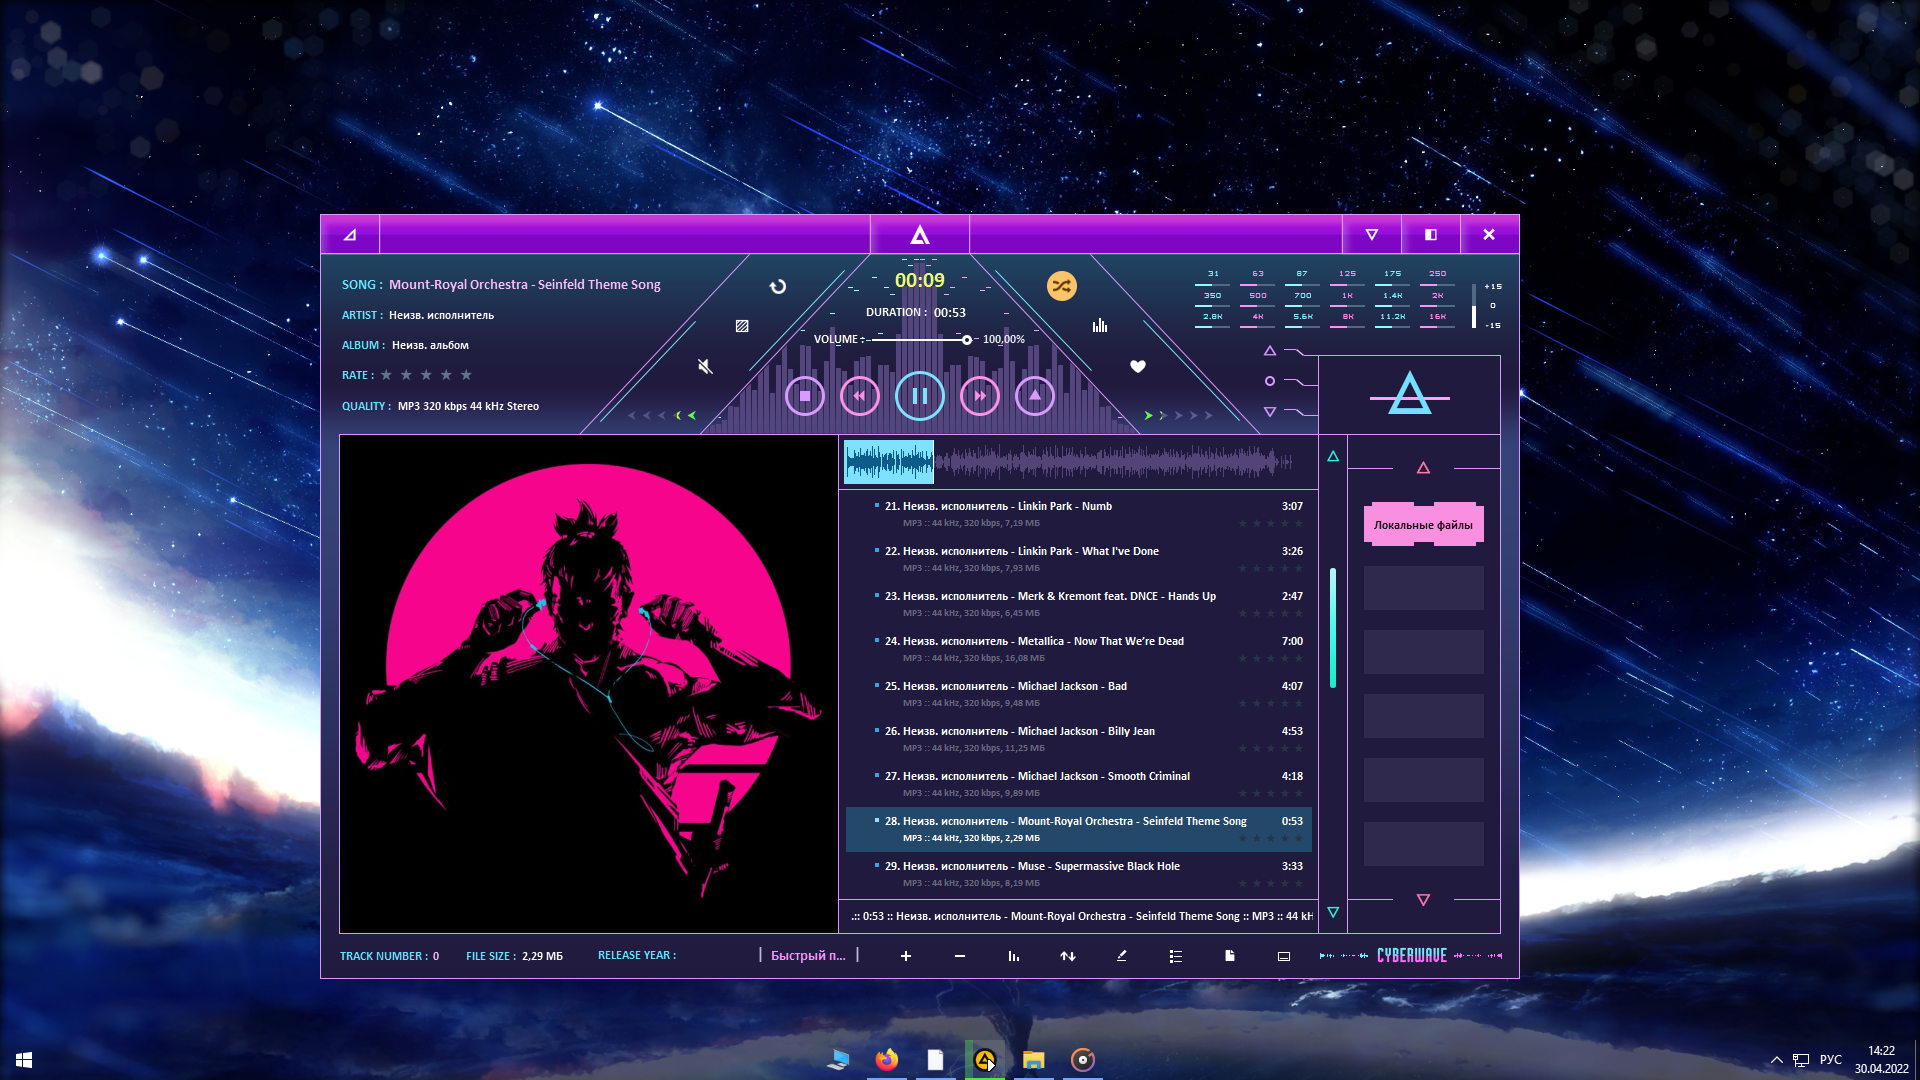 SONG : Mount-Royal Orchestra - Seinfeld Theme Song
ARTIST : Неизв. исполнитель
ALBUM : Неизв. альбом
RATE :
QUALITY : MP3 320 kbps 44 kHz Stereo
00:09
DURATION : 00:53
VOLUME : 100,00%
31 63 87 125 175 250
350 500 700 1K 1.4K 2K
2.8K 4K 5.6K 8K 11.2K 16K
+15
0
-15
21. Неизв. исполнитель - Linkin Park - Numb 3:07
MP3 :: 44 kHz, 320 kbps, 7,19 МБ
22. Неизв. исполнитель - Linkin Park - What I've Done 3:26
MP3 :: 44 kHz, 320 kbps, 7,93 МБ
23. Неизв. исполнитель - Merk & Kremont feat. DNCE - Hands Up 2:47
MP3 :: 44 kHz, 320 kbps, 6,45 МБ
24. Неизв. исполнитель - Metallica - Now That We’re Dead 7:00
MP3 :: 44 kHz, 320 kbps, 16,08 МБ
25. Неизв. исполнитель - Michael Jackson - Bad 4:07
MP3 :: 44 kHz, 320 kbps, 9,48 МБ
26. Неизв. исполнитель - Michael Jackson - Billy Jean 4:53
MP3 :: 44 kHz, 320 kbps, 11,25 МБ
27. Неизв. исполнитель - Michael Jackson - Smooth Criminal 4:18
MP3 :: 44 kHz, 320 kbps, 9,89 МБ
28. Неизв. исполнитель - Mount-Royal Orchestra - Seinfeld Theme Song 0:53
MP3 :: 44 kHz, 320 kbps, 2,29 МБ
29. Неизв. исполнитель - Muse - Supermassive Black Hole 3:33
MP3 :: 44 kHz, 320 kbps, 8,19 МБ
.:: 0:53 :: Неизв. исполнитель - Mount-Royal Orchestra - Seinfeld Theme Song :: MP3 :: 44 kH
Локальные файлы
TRACK NUMBER : 0
FILE SIZE : 2,29 МБ
RELEASE YEAR :
Быстрый п...
CYBERWAVE
РУС
14:22
30.04.2022